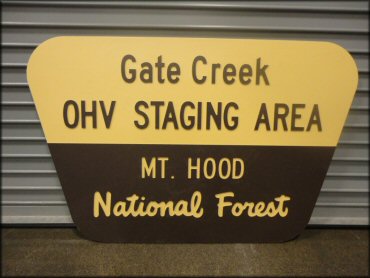 Gate Creek
OHV STAGING AREA
MT. HOOD
National Forest